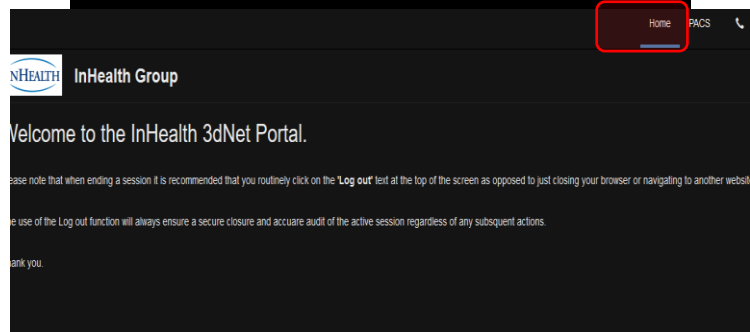 Home PACS
NHEALTH InHealth Group
Welcome to the InHealth 3dNet Portal.
ease note that when ending a session it is recommended that you routinely click on the 'Log out' text at the top of the screen as opposed to just closing your browser or navigating to another website
e use of the Log out function will always ensure a secure closure and accuare audit of the active session regardless of any subsquent actions.
ank you.